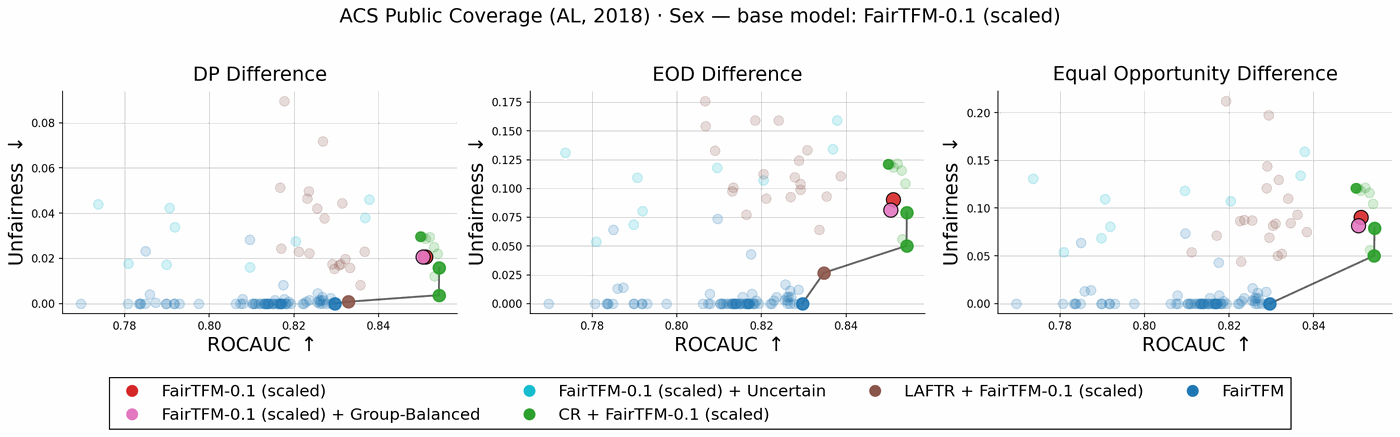 ACS Public Coverage (AL, 2018) · Sex — base model: FairTFM-0.1 (scaled)
DP Difference
EOD Difference
Equal Opportunity Difference
Unfairness ↓
0.08
0.06
0.04
0.02
0.00
0.78
0.80
0.82
0.84
ROCAUC ↑
Unfairness ↓
0.175
0.150
0.125
0.100
0.075
0.050
0.025
0.000
0.78
0.80
0.82
0.84
ROCAUC ↑
Unfairness ↓
0.20
0.15
0.10
0.05
0.00
0.78
0.80
0.82
0.84
ROCAUC ↑
FairTFM-0.1 (scaled)
FairTFM-0.1 (scaled) + Uncertain
LAFTR + FairTFM-0.1 (scaled)
FairTFM
FairTFM-0.1 (scaled) + Group-Balanced
CR + FairTFM-0.1 (scaled)